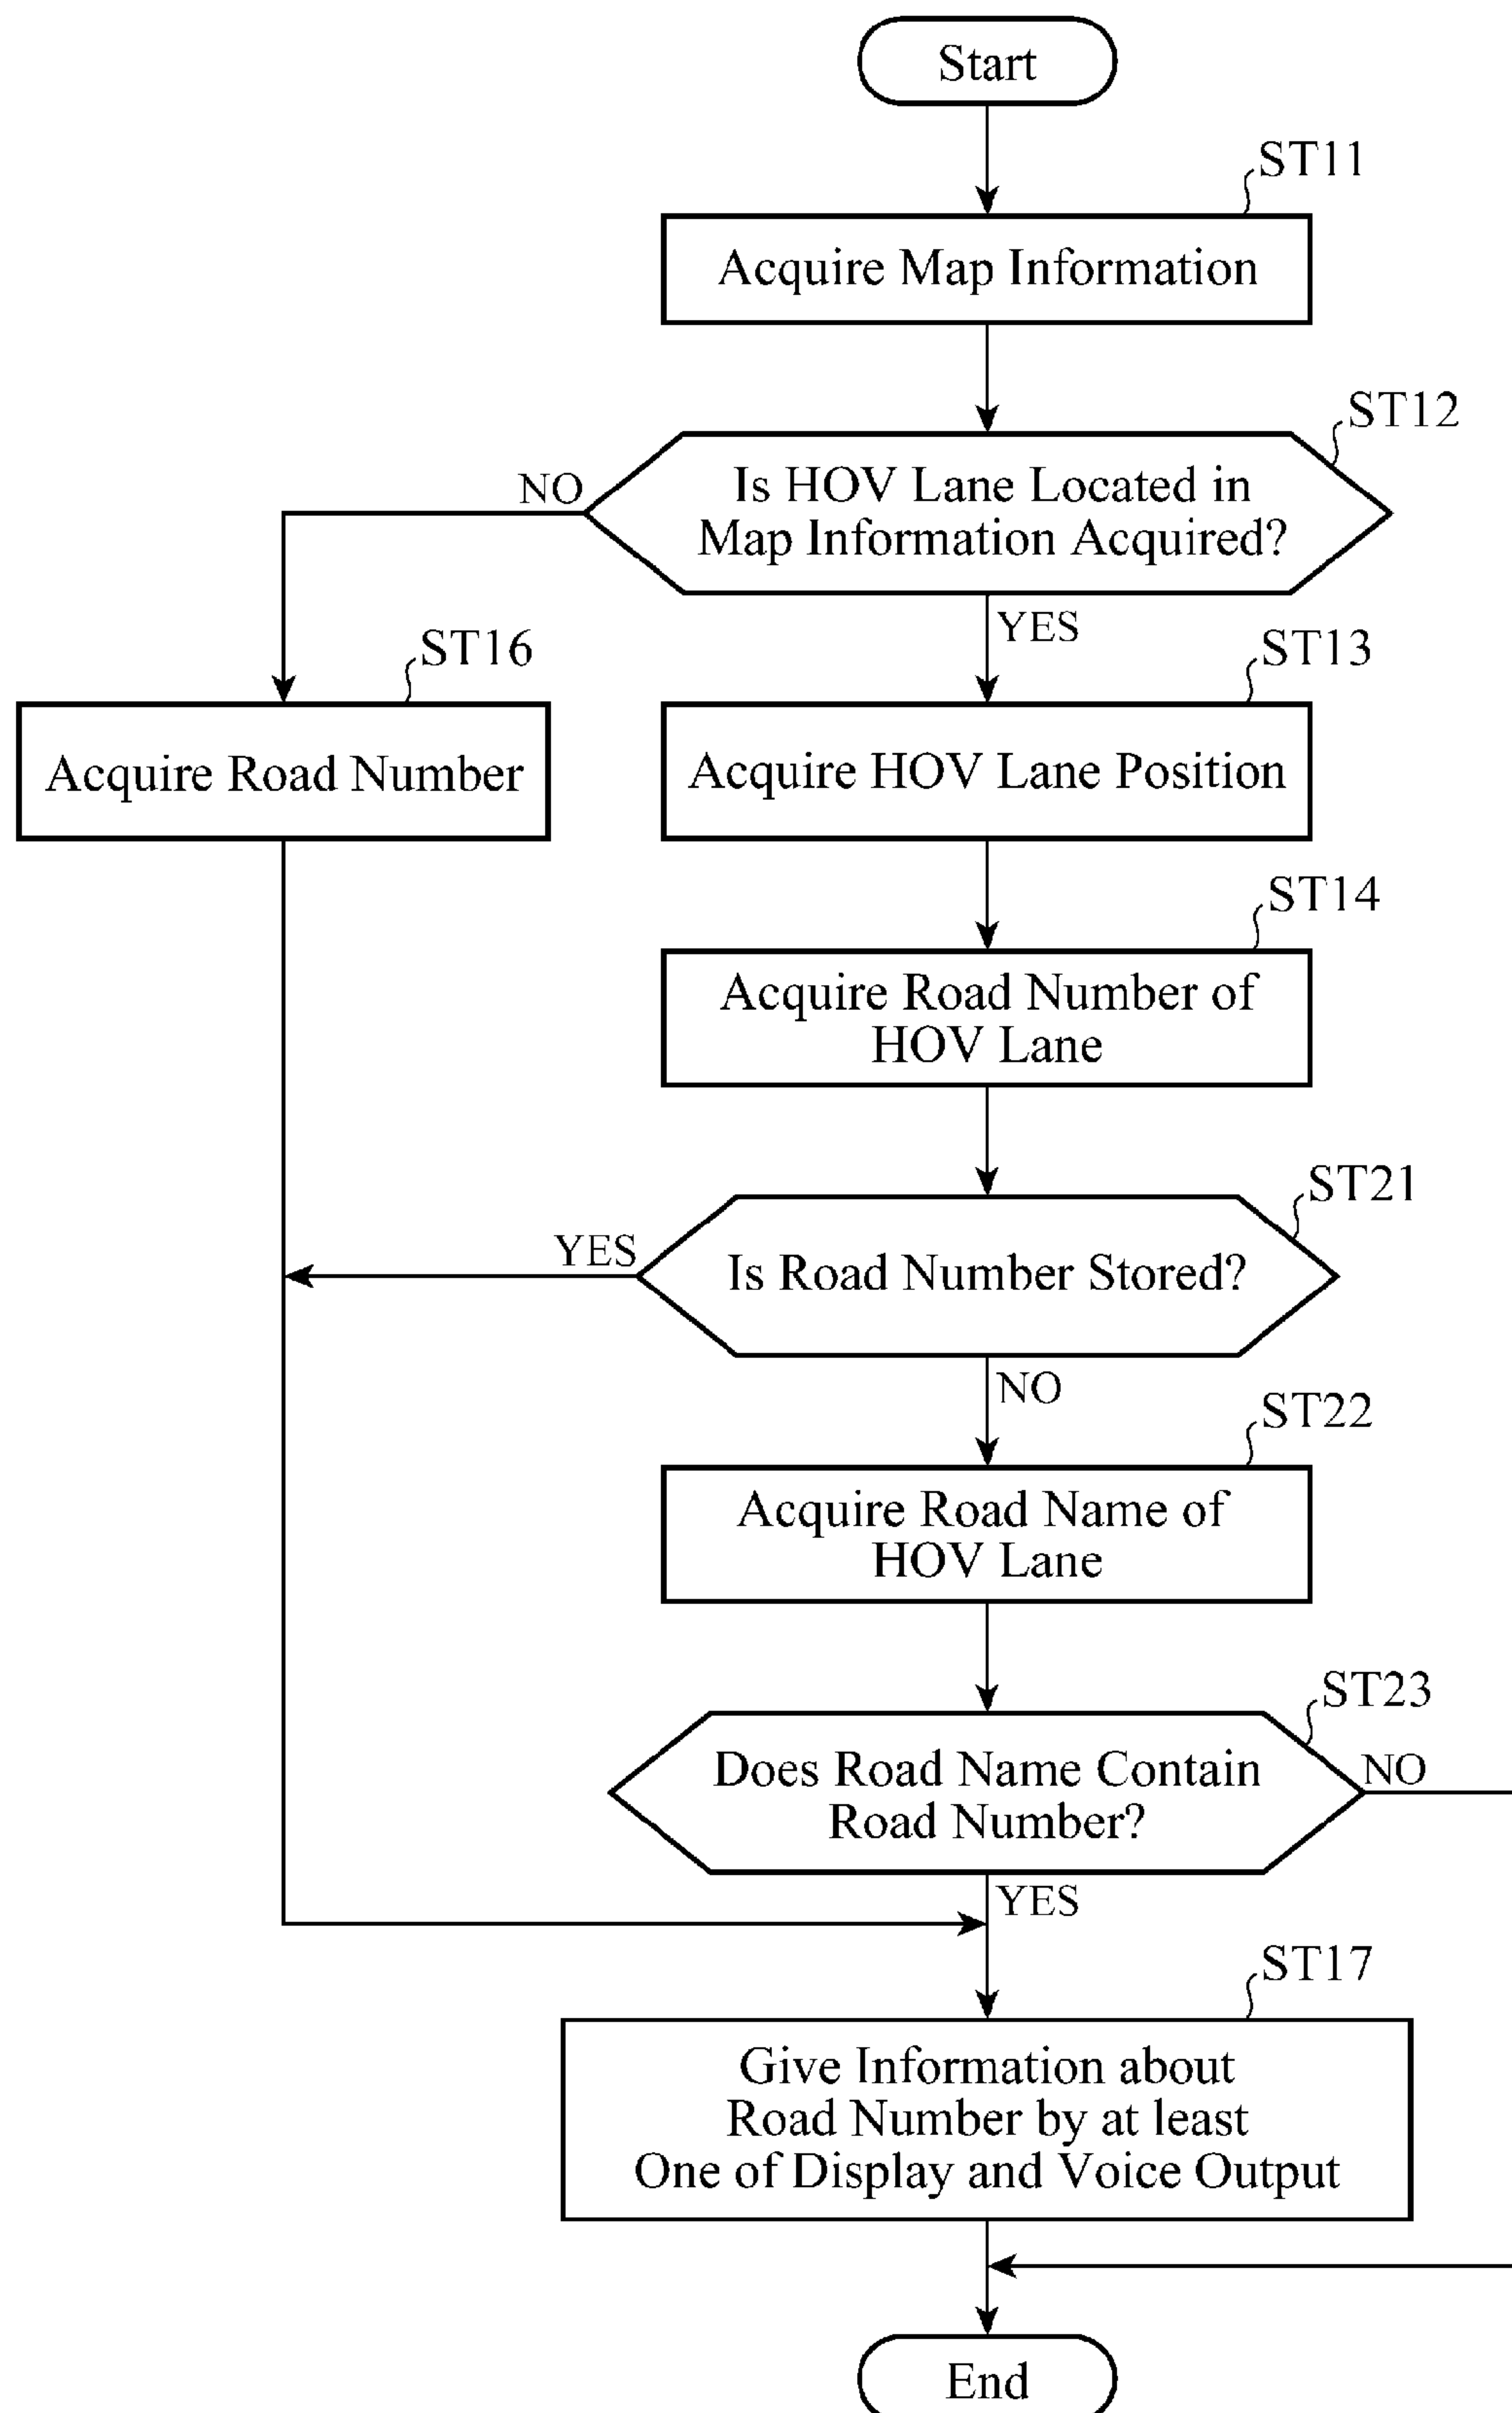 Start
ST11
Acquire Map Information
ST12
NO
Is HOV Lane Located in
Map Information Acquired?
YES
ST16
ST13
Acquire Road Number
Acquire HOV Lane Position
ST14
Acquire Road Number of
HOV Lane
ST21
YES
Is Road Number Stored?
NO
ST22
Acquire Road Name of
HOV Lane
ST23
Does Road Name Contain
Road Number?
NO
YES
ST17
Give Information about
Road Number by at least
One of Display and Voice Output
End